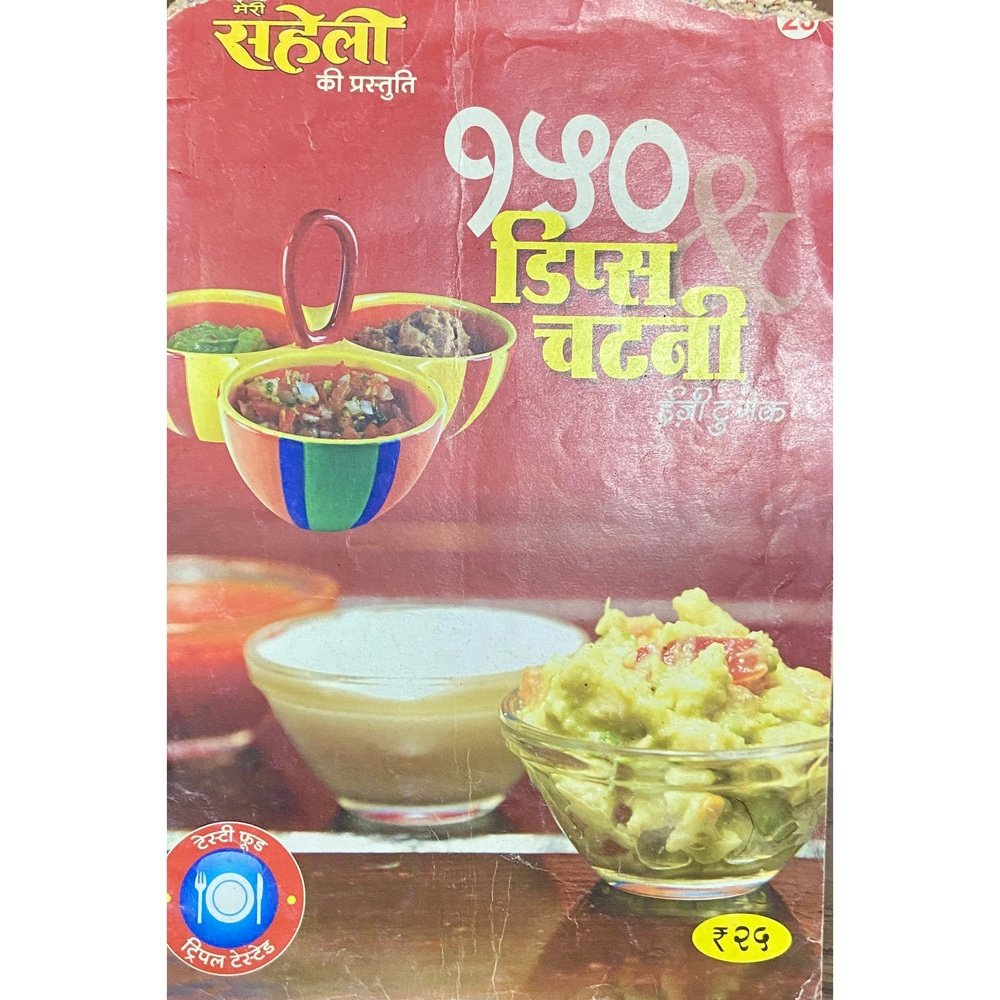 मेरी
सहेली
की प्रस्तुति
१५०
डिप्स &
चटनी
ईज़ी टु मेक
टेस्टी फूड
ट्रिपल टेस्टेड
₹२५